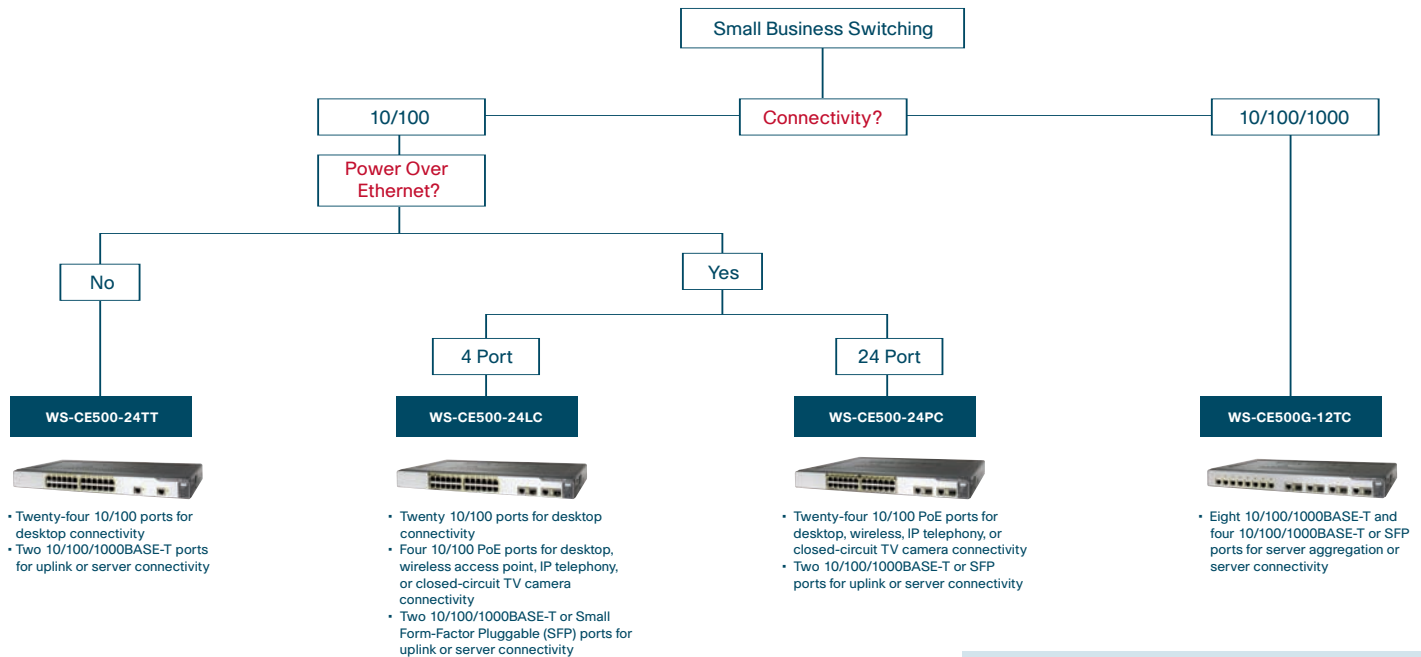 Small Business Switching
10/100
Connectivity?
10/100/1000
Power Over
Ethernet?
No
Yes
4 Port
24 Port
WS-CE500-24TT
WS-CE500-24LC
WS-CE500-24PC
WS-CE500G-12TC
• Twenty-four 10/100 ports for
desktop connectivity
• Two 10/100/1000BASE-T ports
for uplink or server connectivity
• Twenty 10/100 ports for desktop
connectivity
• Four 10/100 PoE ports for desktop,
wireless access point, IP telephony,
or closed-circuit TV camera
connectivity
• Two 10/100/1000BASE-T or Small
Form-Factor Pluggable (SFP) ports for
uplink or server connectivity
• Twenty-four 10/100 PoE ports for
desktop, wireless, IP telephony, or
closed-circuit TV camera connectivity
• Two 10/100/1000BASE-T or SFP
ports for uplink or server connectivity
• Eight 10/100/1000BASE-T and
four 10/100/1000BASE-T or SFP
ports for server aggregation or
server connectivity